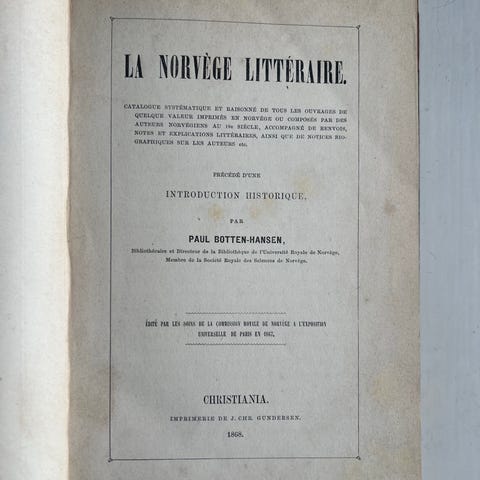 LA NORVÈGE LITTÉRAIRE.
CATALOGUE SYSTÉMATIQUE ET RAISONNÉ DE TOUS LES OUVRAGES DE
QUELQUE VALEUR IMPRIMÉS EN NORVÈGE OU COMPOSÉS PAR DES
AUTEURS NORVÉGIENS AU 19e SIÈCLE, ACCOMPAGNÉ DE RENVOIS,
NOTES ET EXPLICATIONS LITTÉRAIRES, AINSI QUE DE NOTICES BIO-
GRAPHIQUES SUR LES AUTEURS etc.
PRÉCÉDÉ D'UNE
INTRODUCTION HISTORIQUE,
PAR
PAUL BOTTEN-HANSEN,
Bibliothécaire et Directeur de la Bibliothèque de l'Université Royale de Norvège,
Membre de la Société Royale des Sciences de Norvège.
ÉDITÉ PAR LES SOINS DE LA COMMISSION ROYALE DE NORVÈGE A L'EXPOSITION
UNIVERSELLE DE PARIS EN 1867,
CHRISTIANIA.
IMPRIMERIE DE J. CHR. GUNDERSEN.
1868.